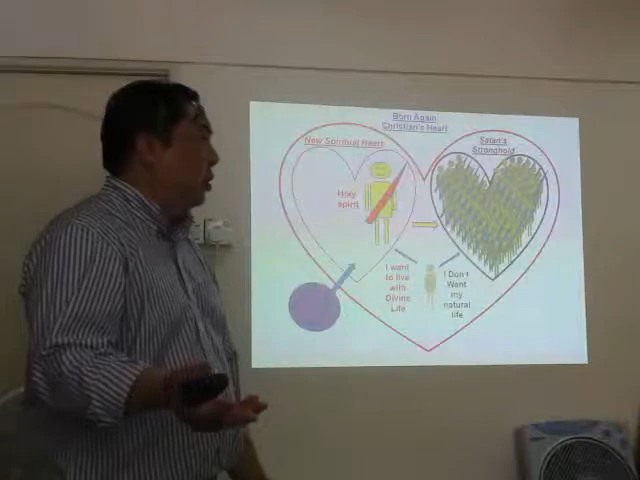 Born Again
Christian's Heart
New Spiritual Heart
Satan's
Stronghold
Holy
spirit
I want
to live
with
Divine
Life
I Don't
Want
my
natural
life